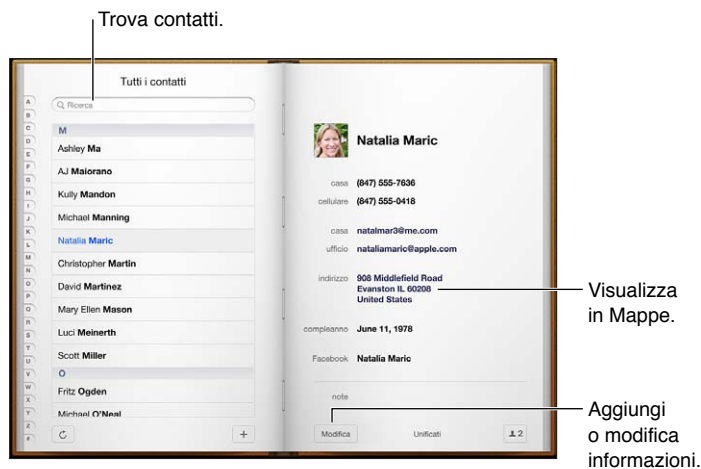 Trova contatti.
Tutti i contatti
Ricerca
A
B
C
D
E
F
G
H
I
J
K
L
M
N
O
P
Q
R
S
T
U
V
W
X
Y
Z
#
M
Ashley Ma
AJ Maiorano
Kully Mandon
Michael Manning
Natalia Maric
Christopher Martin
David Martinez
Mary Ellen Mason
Luci Meinerth
Scott Miller
O
Fritz Ogden
Michael O'Neal
+
Natalia Maric
casa (847) 555-7636
cellulare (847) 555-0418
casa natalmar3@me.com
ufficio nataliamaric@apple.com
indirizzo 908 Middlefield Road
Evanston IL 60208
United States
compleanno June 11, 1978
Facebook Natalia Maric
note
Modifica Unificati 2
Visualizza
in Mappe.
Aggiungi
o modifica
informazioni.